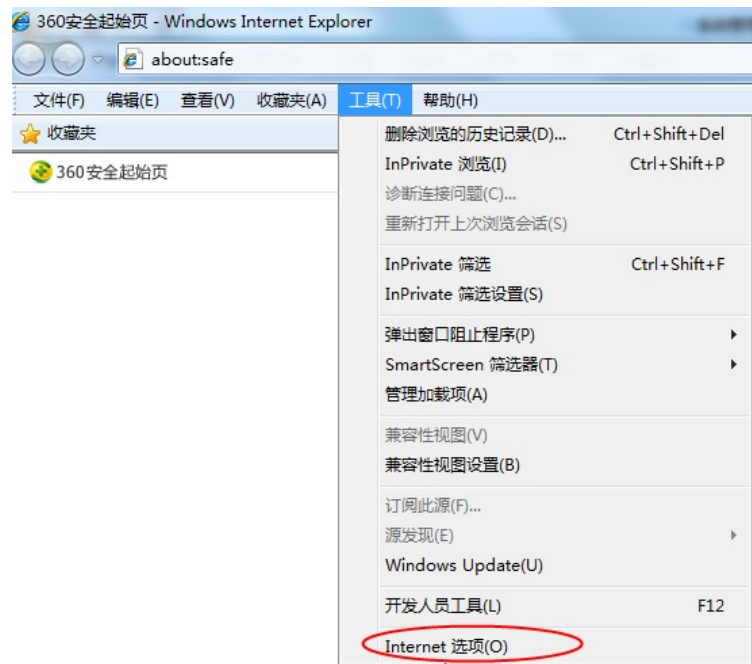 360安全起始页 - Windows Internet Explorer
about:safe
文件(F) 编辑(E) 查看(V) 收藏夹(A) 工具(T) 帮助(H)
收藏夹
360安全起始页
删除浏览的历史记录(D)... Ctrl+Shift+Del
InPrivate 浏览(I) Ctrl+Shift+P
诊断连接问题(C)...
重新打开上次浏览会话(S)
InPrivate 筛选 Ctrl+Shift+F
InPrivate 筛选设置(S)
弹出窗口阻止程序(P)
SmartScreen 筛选器(T)
管理加载项(A)
兼容性视图(V)
兼容性视图设置(B)
订阅此源(F)...
源发现(E)
Windows Update(U)
开发人员工具(L) F12
Internet 选项(O)